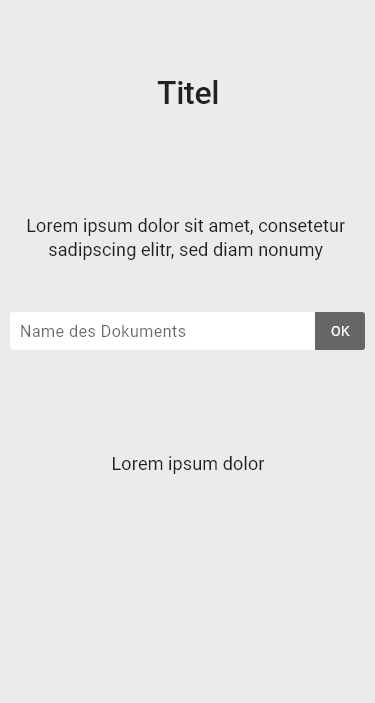 Titel
Lorem ipsum dolor sit amet, consetetur
sadipscing elitr, sed diam nonumy
Name des Dokuments
OK
Lorem ipsum dolor